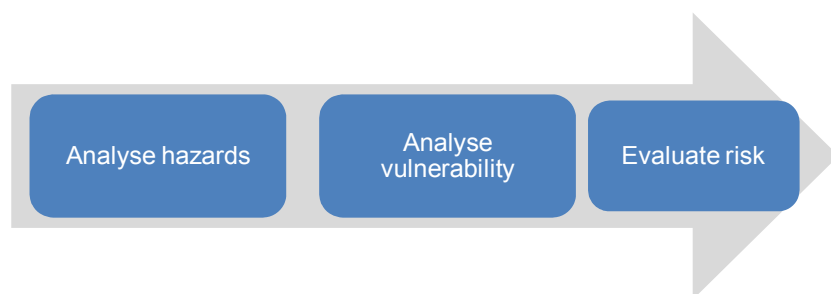 Analyse hazards
Analyse
vulnerability
Evaluate risk